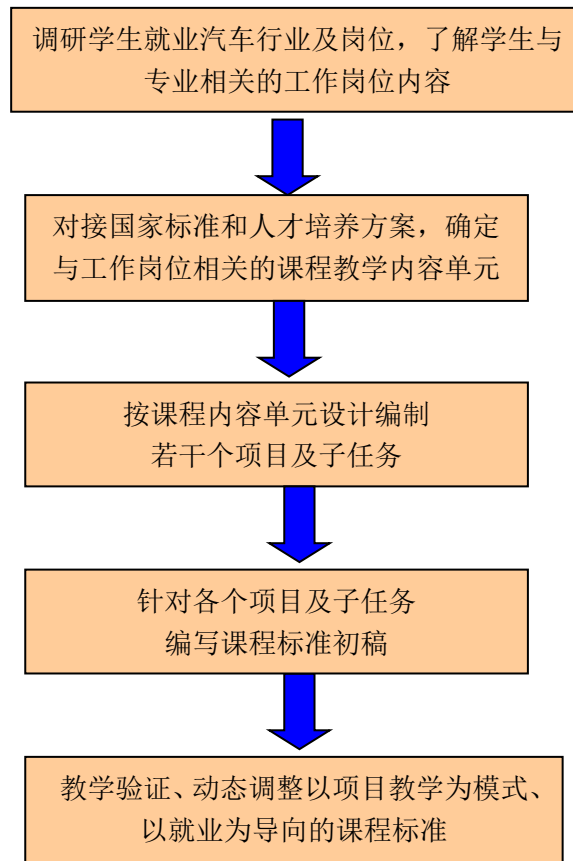 调研学生就业汽车行业及岗位，了解学生与
专业相关的工作岗位内容
对接国家标准和人才培养方案，确定
与工作岗位相关的课程教学内容单元
按课程内容单元设计编制
若干个项目及子任务
针对各个项目及子任务
编写课程标准初稿
教学验证、动态调整以项目教学为模式、
以就业为导向的课程标准